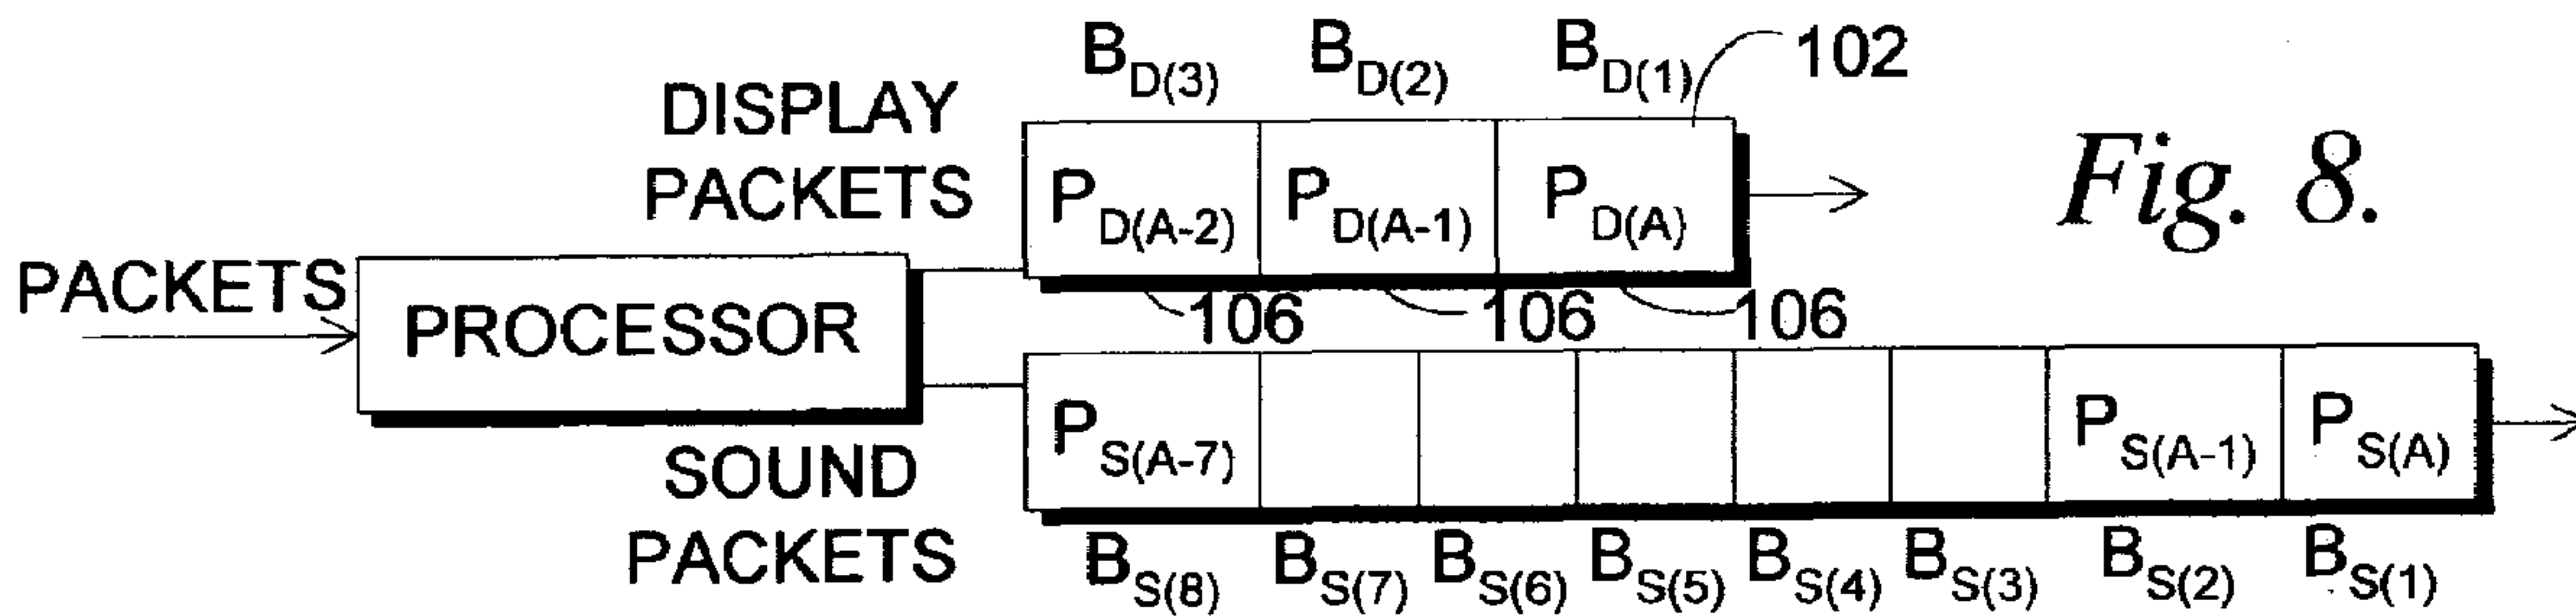 B_D(3) B_D(2) B_D(1) 102
DISPLAY
PACKETS
P_D(A-2) P_D(A-1) P_D(A)
Fig. 8.
PACKETS
PROCESSOR
106 106 106
SOUND
PACKETS
P_S(A-7) P_S(A-1) P_S(A)
B_S(8) B_S(7) B_S(6) B_S(5) B_S(4) B_S(3) B_S(2) B_S(1)